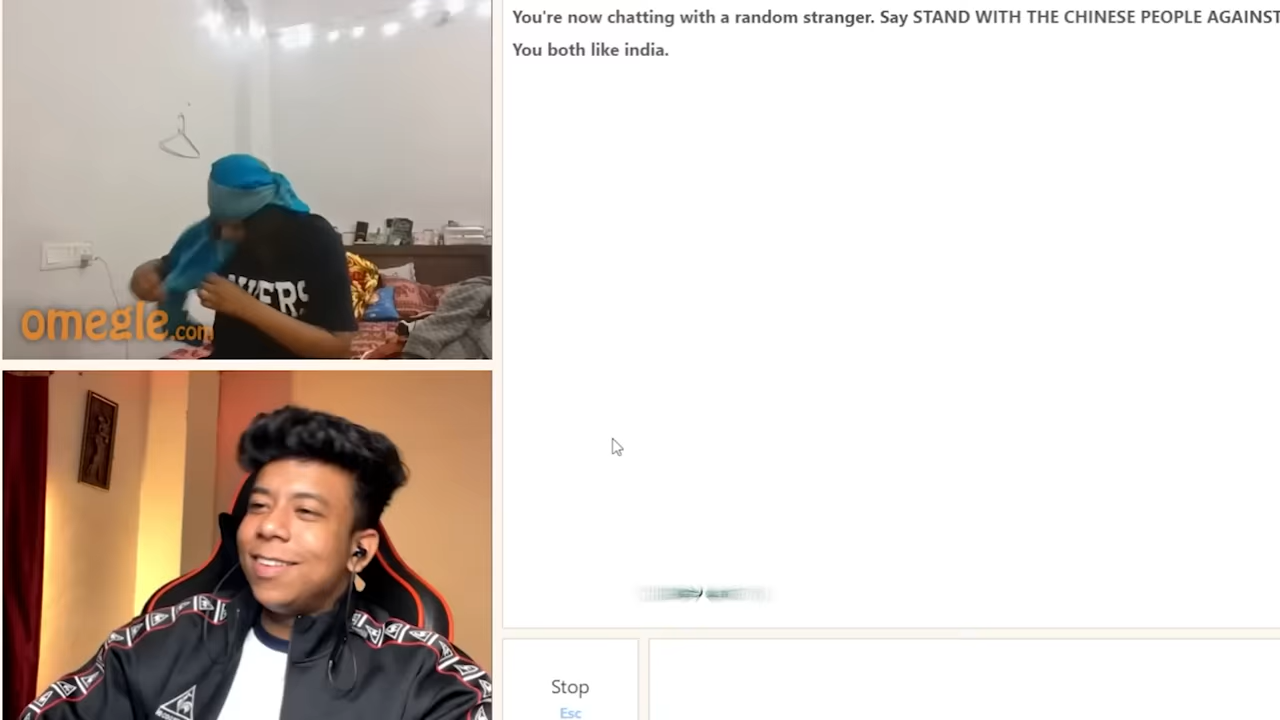 You're now chatting with a random stranger. Say STAND WITH THE CHINESE PEOPLE AGAINST
You both like india.
omegle.com
Stop
Esc